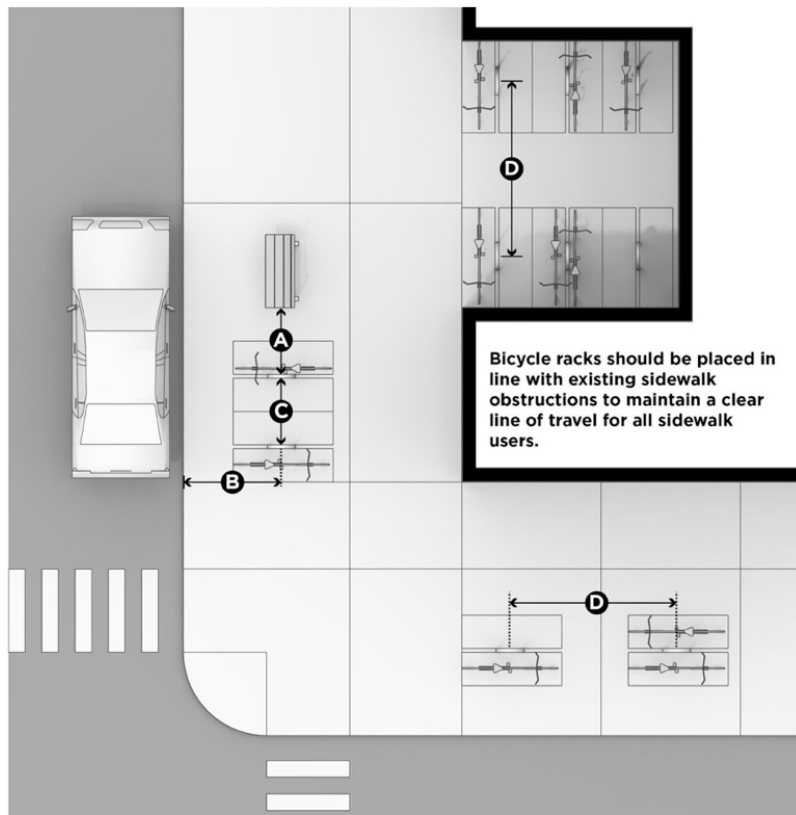 D
A
Bicycle racks should be placed in
line with existing sidewalk
obstructions to maintain a clear
line of travel for all sidewalk
users.
C
B
D